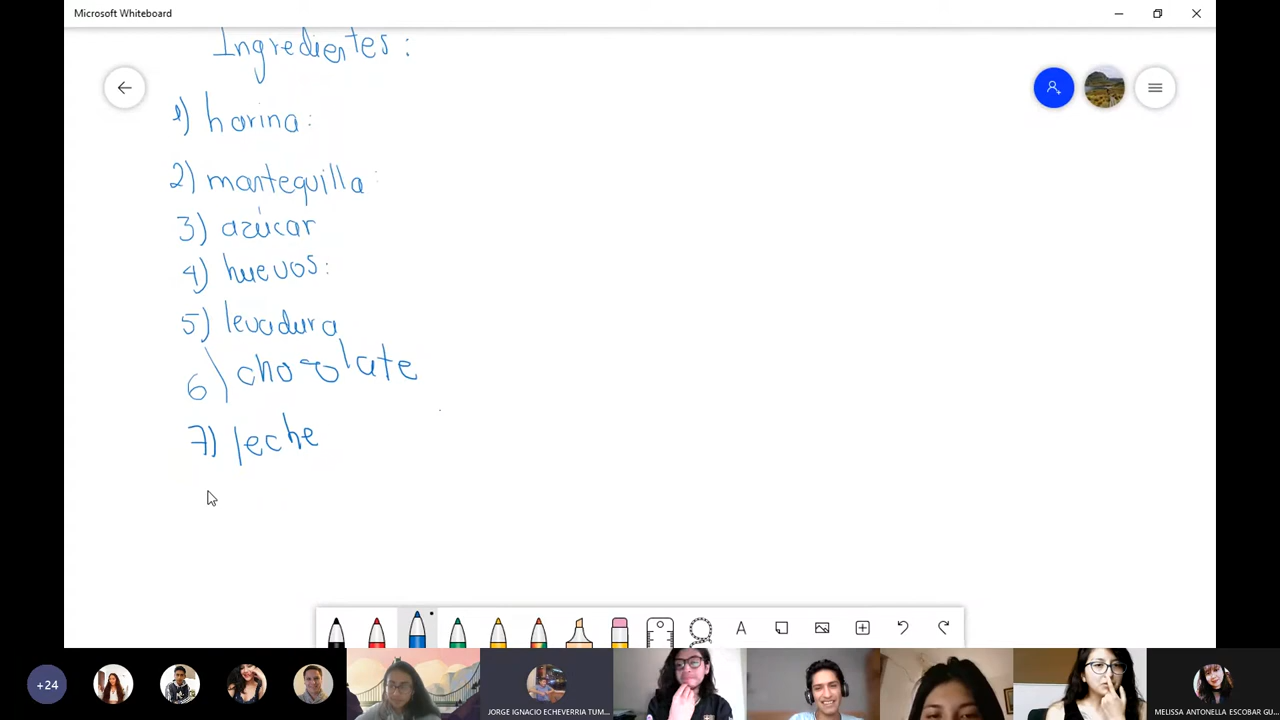 Microsoft Whiteboard
Ingredientes:
1) harina:
2) mantequilla:
3) azúcar
4) huevos:
5) levadura
6) chocolate
7) leche
A
+24
JORGE IGNACIO ECHEVERRIA TUM...
MELISSA ANTONELLA ESCOBAR GU...